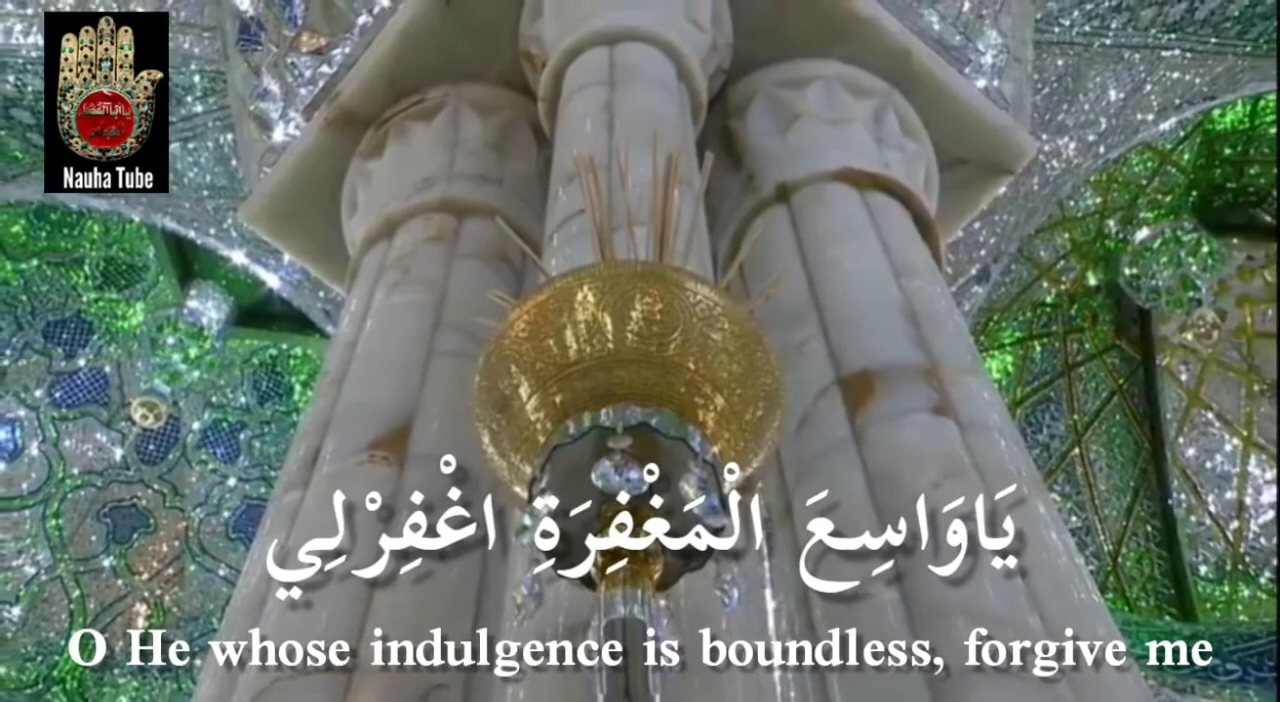 Nauha Tube
يَاوَاسِعَ الْمَغْفِرَةِ اغْفِرْلِي
O He whose indulgence is boundless, forgive me